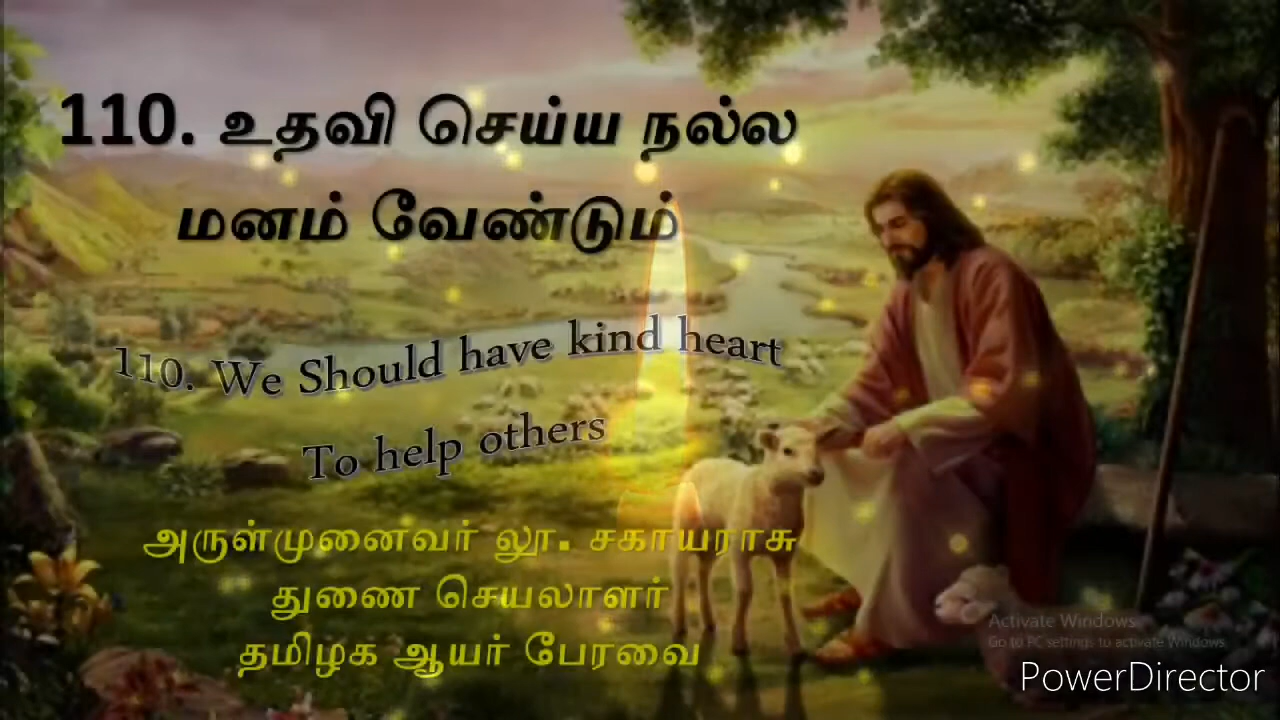 110. உதவி செய்ய நல்ல
மனம் வேண்டும்
110. We Should have kind heart
To help others
அருள்முனைவர் லூ. சகாயராசு
துணை செயலாளர்
தமிழக ஆயர் பேரவை
Activate Windows
Go to PC settings to activate Windows.
PowerDirector